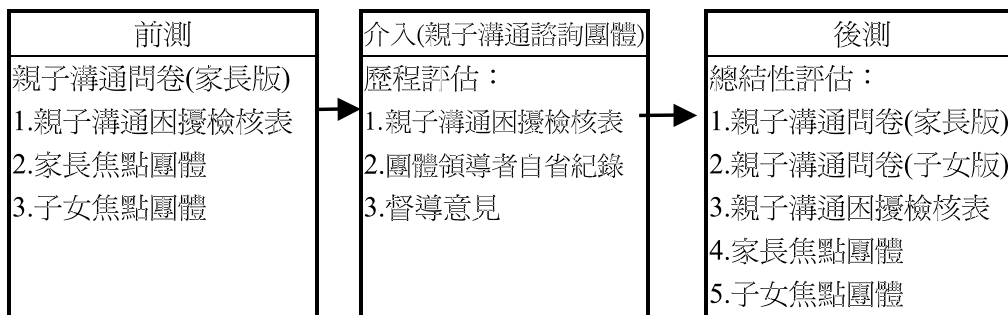 前測
親子溝通問卷(家長版)
1.親子溝通困擾檢核表
2.家長焦點團體
3.子女焦點團體
介入(親子溝通諮詢團體)
歷程評估：
1.親子溝通困擾檢核表
2.團體領導者自省紀錄
3.督導意見
後測
總結性評估：
1.親子溝通問卷(家長版)
2.親子溝通問卷(子女版)
3.親子溝通困擾檢核表
4.家長焦點團體
5.子女焦點團體